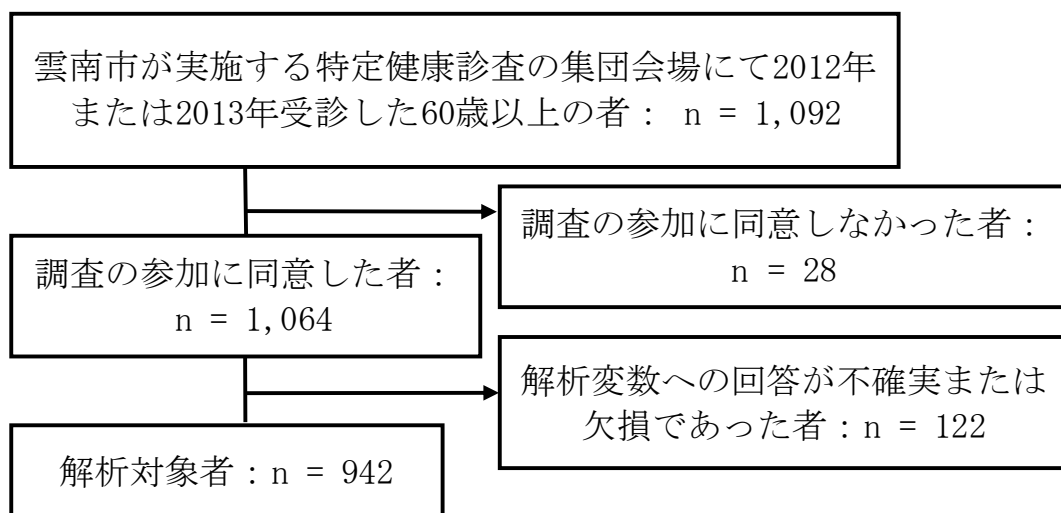 雲南市が実施する特定健康診査の集団会場にて2012年
または2013年受診した60歳以上の者： n = 1,092
調査の参加に同意しなかった者：
n = 28
調査の参加に同意した者：
n = 1,064
解析変数への回答が不確実または
欠損であった者：n = 122
解析対象者：n = 942